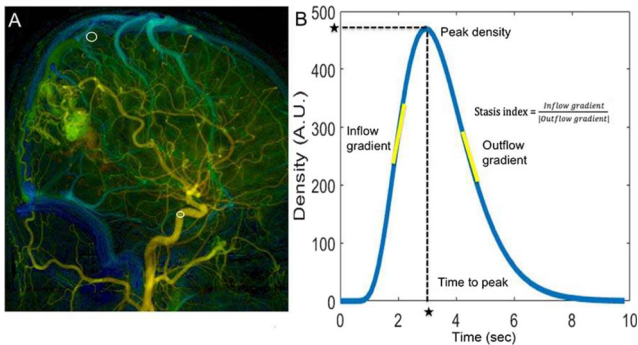 A
B
500
★
Peak density
400
Stasis index = Inflow gradient
|Outflow gradient|
300
Inflow
gradient
Outflow
gradient
Density (A.U.)
200
100
Time to peak
0
0 2 4 6 8 10
★
Time (sec)